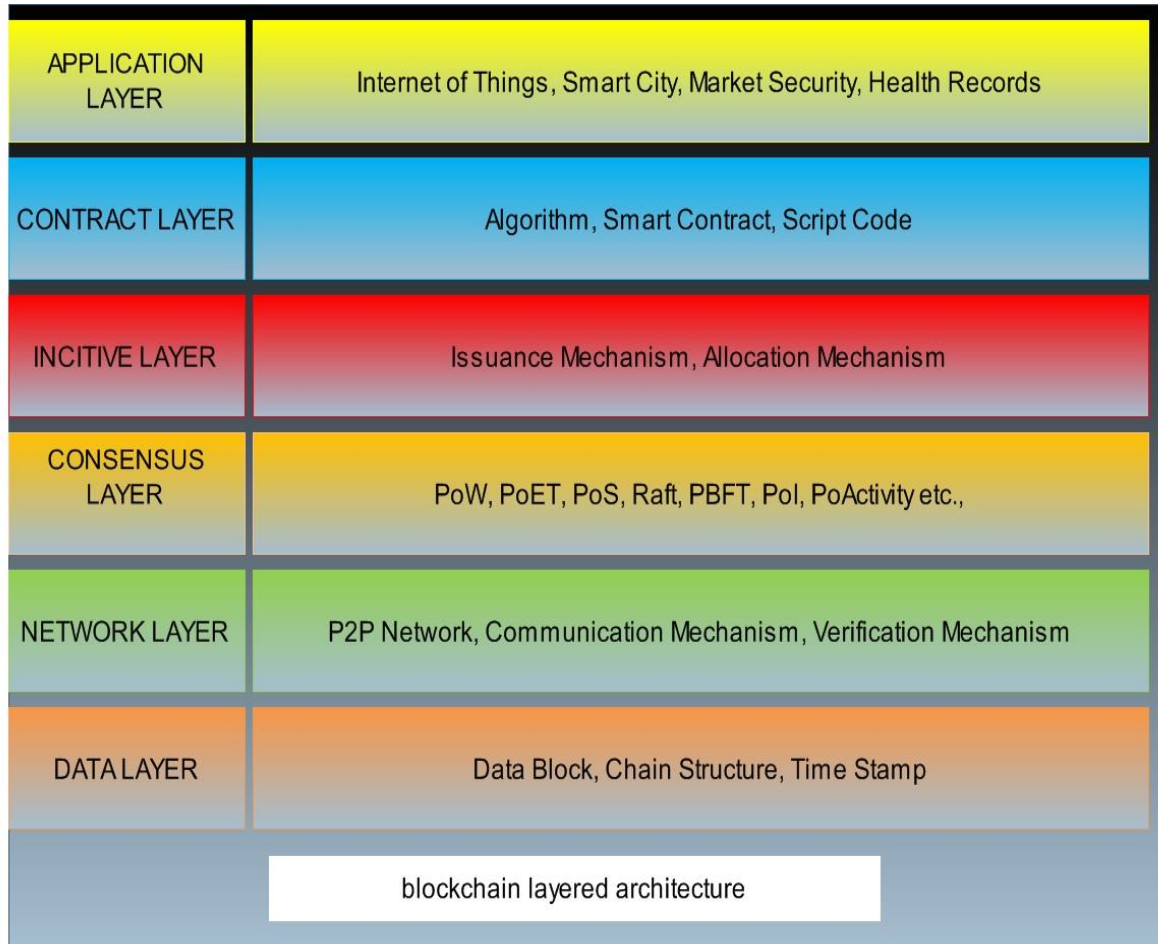 APPLICATION
LAYER
Internet of Things, Smart City, Market Security, Health Records
CONTRACT LAYER
Algorithm, Smart Contract, Script Code
INCITIVE LAYER
Issuance Mechanism, Allocation Mechanism
CONSENSUS
LAYER
PoW, PoET, PoS, Raft, PBFT, PoI, PoActivity etc.,
NETWORK LAYER
P2P Network, Communication Mechanism, Verification Mechanism
DATA LAYER
Data Block, Chain Structure, Time Stamp
blockchain layered architecture